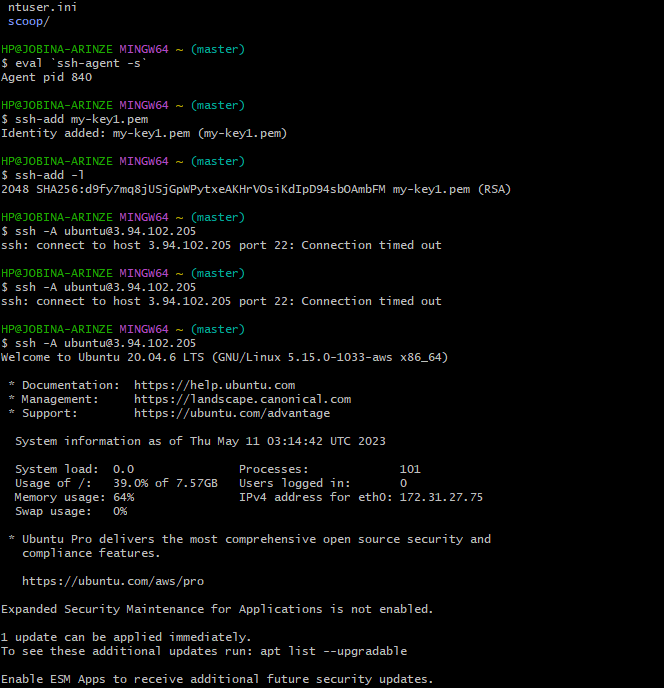 ntuser.ini
scoop/
HP@JOBINA-ARINZE MINGW64 ~ (master)
$ eval `ssh-agent -s`
Agent pid 840
HP@JOBINA-ARINZE MINGW64 ~ (master)
$ ssh-add my-key1.pem
Identity added: my-key1.pem (my-key1.pem)
HP@JOBINA-ARINZE MINGW64 ~ (master)
$ ssh-add -l
2048 SHA256:d9fy7mq8jUSjGpWPytxeAKHrVOsiKdIpD94sbOAmbFM my-key1.pem (RSA)
HP@JOBINA-ARINZE MINGW64 ~ (master)
$ ssh -A ubuntu@3.94.102.205
ssh: connect to host 3.94.102.205 port 22: Connection timed out
HP@JOBINA-ARINZE MINGW64 ~ (master)
$ ssh -A ubuntu@3.94.102.205
ssh: connect to host 3.94.102.205 port 22: Connection timed out
HP@JOBINA-ARINZE MINGW64 ~ (master)
$ ssh -A ubuntu@3.94.102.205
Welcome to Ubuntu 20.04.6 LTS (GNU/Linux 5.15.0-1033-aws x86_64)
* Documentation:  https://help.ubuntu.com
* Management:     https://landscape.canonical.com
* Support:        https://ubuntu.com/advantage
System information as of Thu May 11 03:14:42 UTC 2023
System load:  0.0               Processes:             101
Usage of /:   39.0% of 7.57GB   Users logged in:       0
Memory usage: 64%               IPv4 address for eth0: 172.31.27.75
Swap usage:   0%
* Ubuntu Pro delivers the most comprehensive open source security and
compliance features.
https://ubuntu.com/aws/pro
Expanded Security Maintenance for Applications is not enabled.
1 update can be applied immediately.
To see these additional updates run: apt list --upgradable
Enable ESM Apps to receive additional future security updates.